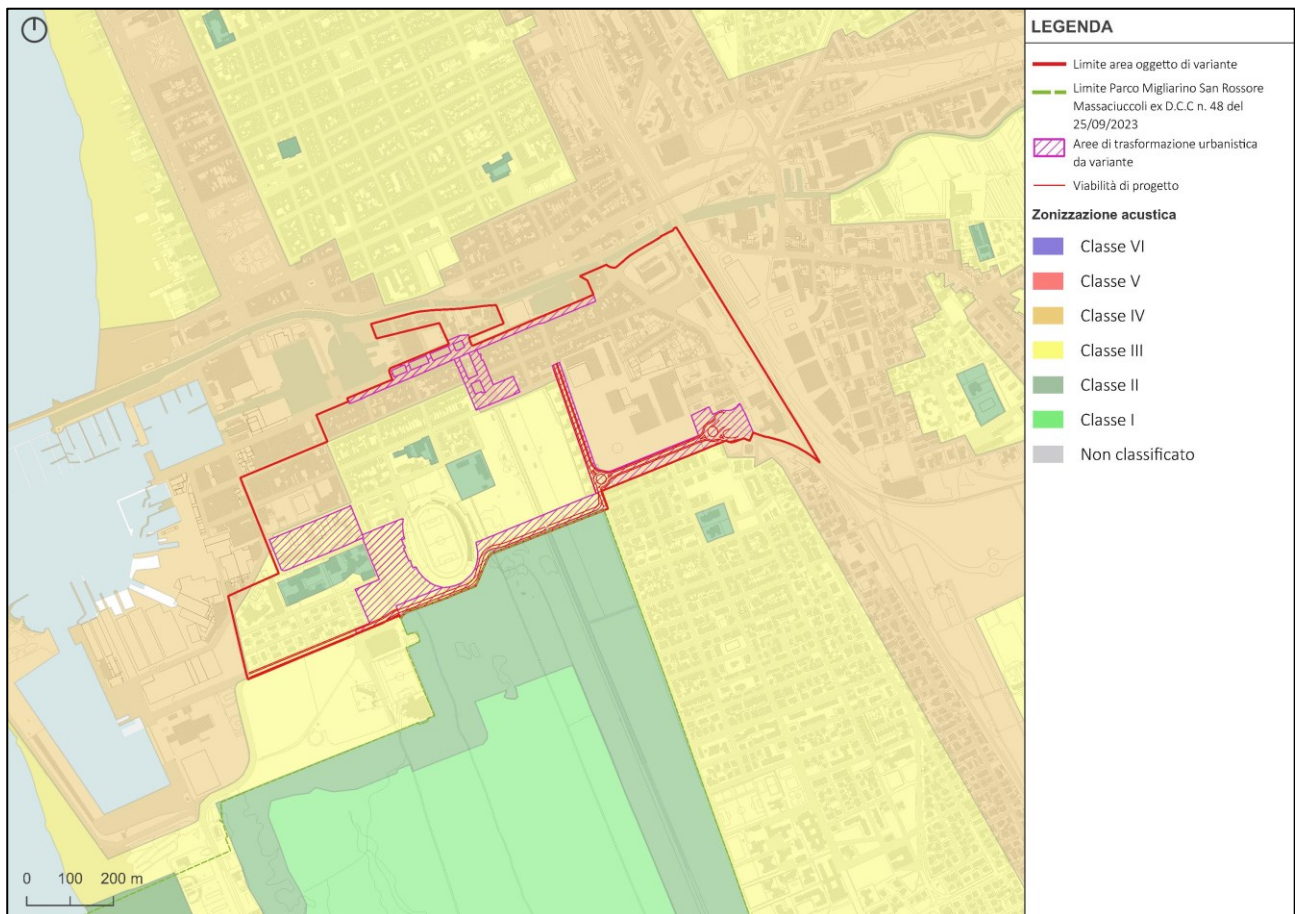 LEGENDA
Limite area oggetto di variante
Limite Parco Migliarino San Rossore
Massaciuccoli ex D.C.C n. 48 del
25/09/2023
Aree di trasformazione urbanistica
da variante
Viabilità di progetto
Zonizzazione acustica
Classe VI
Classe V
Classe IV
Classe III
Classe II
Classe I
Non classificato
0 100 200 m